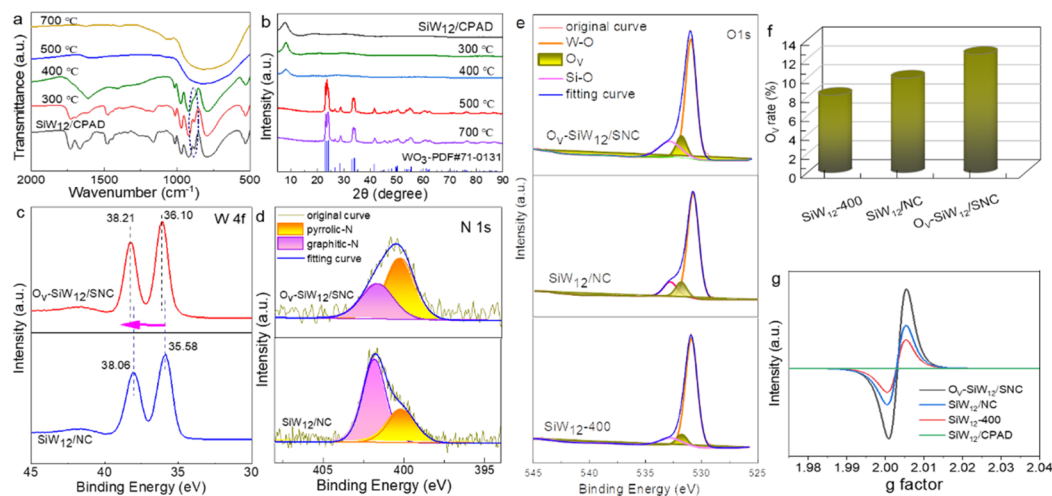 a
700 ℃
500 ℃
400 ℃
300 ℃
SiW12/CPAD
Transmittance (a.u.)
2000 1500 1000 500
Wavenumber (cm-1)
b
SiW12/CPAD
300 ℃
400 ℃
500 ℃
700 ℃
WO3-PDF#71-0131
Intensity (a.u.)
0 10 20 30 40 50 60 70 80 90
2θ (degree)
c
W 4f
38.21
36.10
OV-SiW12/SNC
38.06
35.58
SiW12/NC
Intensity (a.u.)
45 40 35 30
Binding Energy (eV)
d
original curve
N 1s
pyrrolic-N
graphitic-N
fitting curve
OV-SiW12/SNC
SiW12/NC
Intensity (a.u.)
405 400 395
Binding Energy (eV)
e
original curve
O1s
W-O
OV
Si-O
fitting curve
OV-SiW12/SNC
SiW12/NC
SiW12-400
Intensity (a.u.)
545 540 535 530 525
Binding Energy (eV)
f
14
12
10
8
6
4
2
0
OV rate (%)
SiW12-400
SiW12/NC
OV-SiW12/SNC
g
OV-SiW12/SNC
SiW12/NC
SiW12-400
SiW12/CPAD
Intensity (a.u.)
1.98 1.99 2.00 2.01 2.02 2.03 2.04
g factor